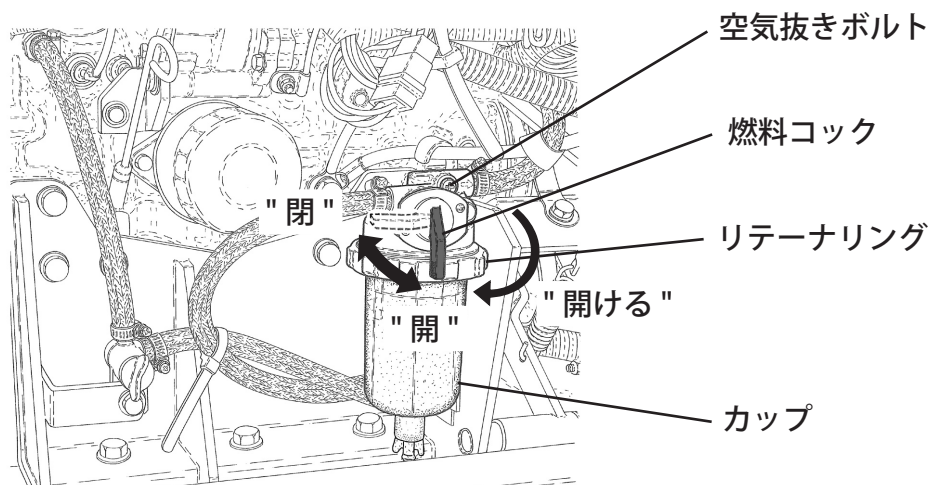 空気抜きボルト
燃料コック
" 閉 "
リテーナリング
" 開ける "
" 開 "
カップ